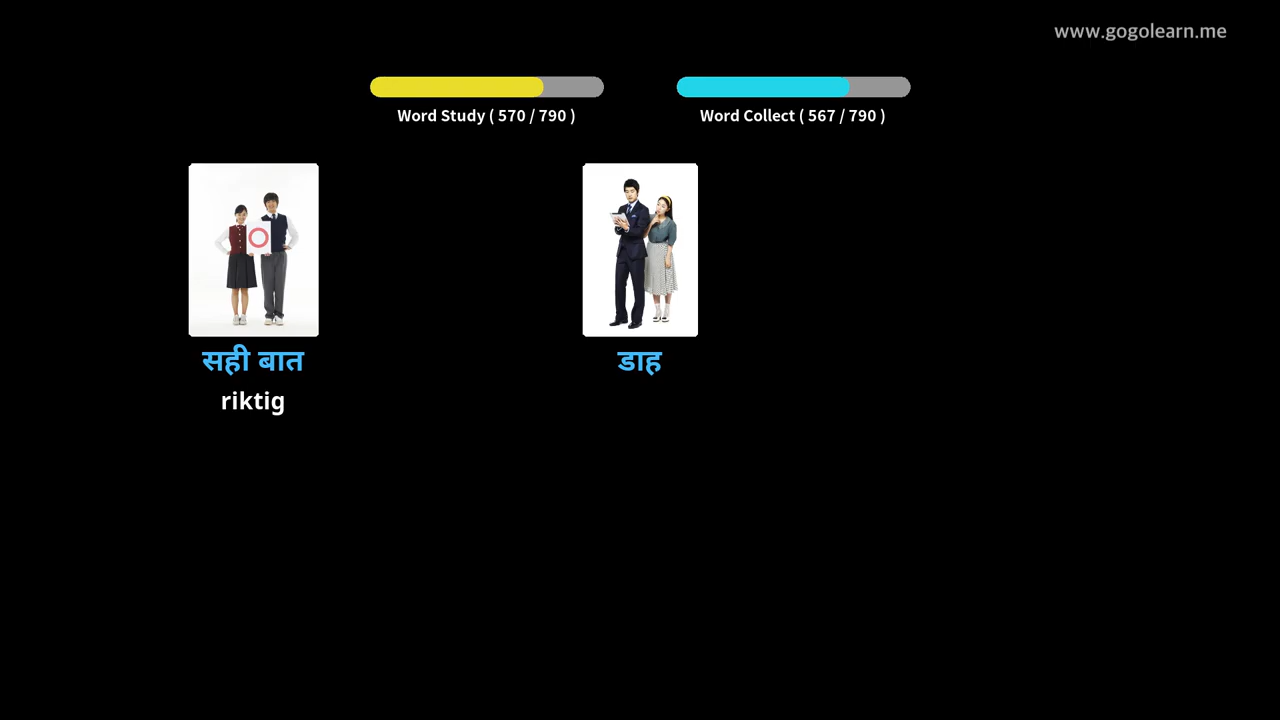 www.gogolearn.me
Word Study ( 570 / 790 )
Word Collect ( 567 / 790 )
सही बात
riktig
डाह